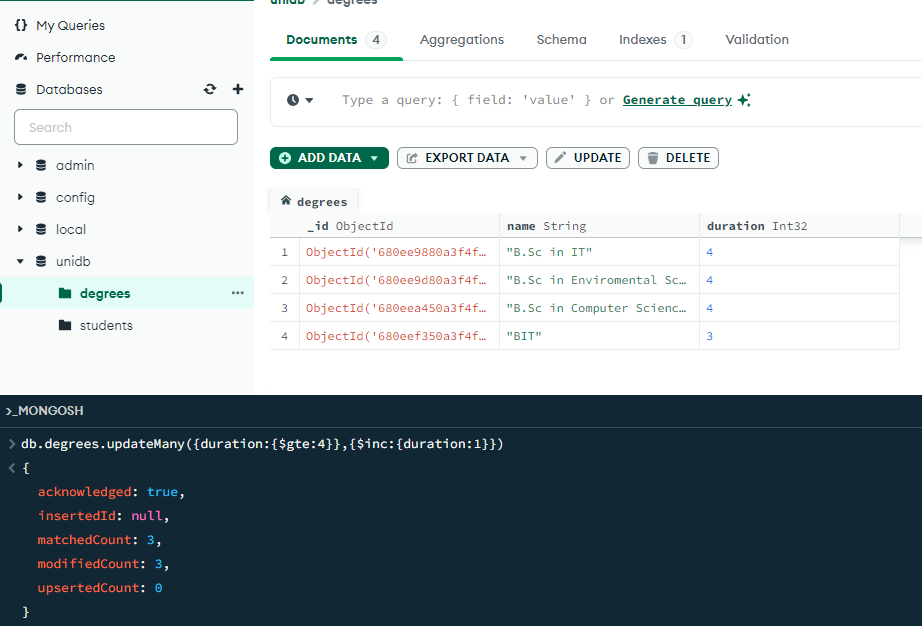 unidb > degrees
{} My Queries
Performance
Databases
Search
admin
config
local
unidb
degrees
students
Documents 4 Aggregations Schema Indexes 1 Validation
Type a query: { field: 'value' } or Generate query
ADD DATA EXPORT DATA UPDATE DELETE
degrees
_id ObjectId name String duration Int32
1 ObjectId('680ee9880a3f4f… "B.Sc in IT" 4
2 ObjectId('680ee9d80a3f4f… "B.Sc in Enviromental Sc… 4
3 ObjectId('680eea450a3f4f… "B.Sc in Computer Scienc… 4
4 ObjectId('680eef350a3f4f… "BIT" 3
>_MONGOSH
> db.degrees.updateMany({duration:{$gte:4}},{$inc:{duration:1}})
< {
acknowledged: true,
insertedId: null,
matchedCount: 3,
modifiedCount: 3,
upsertedCount: 0
}